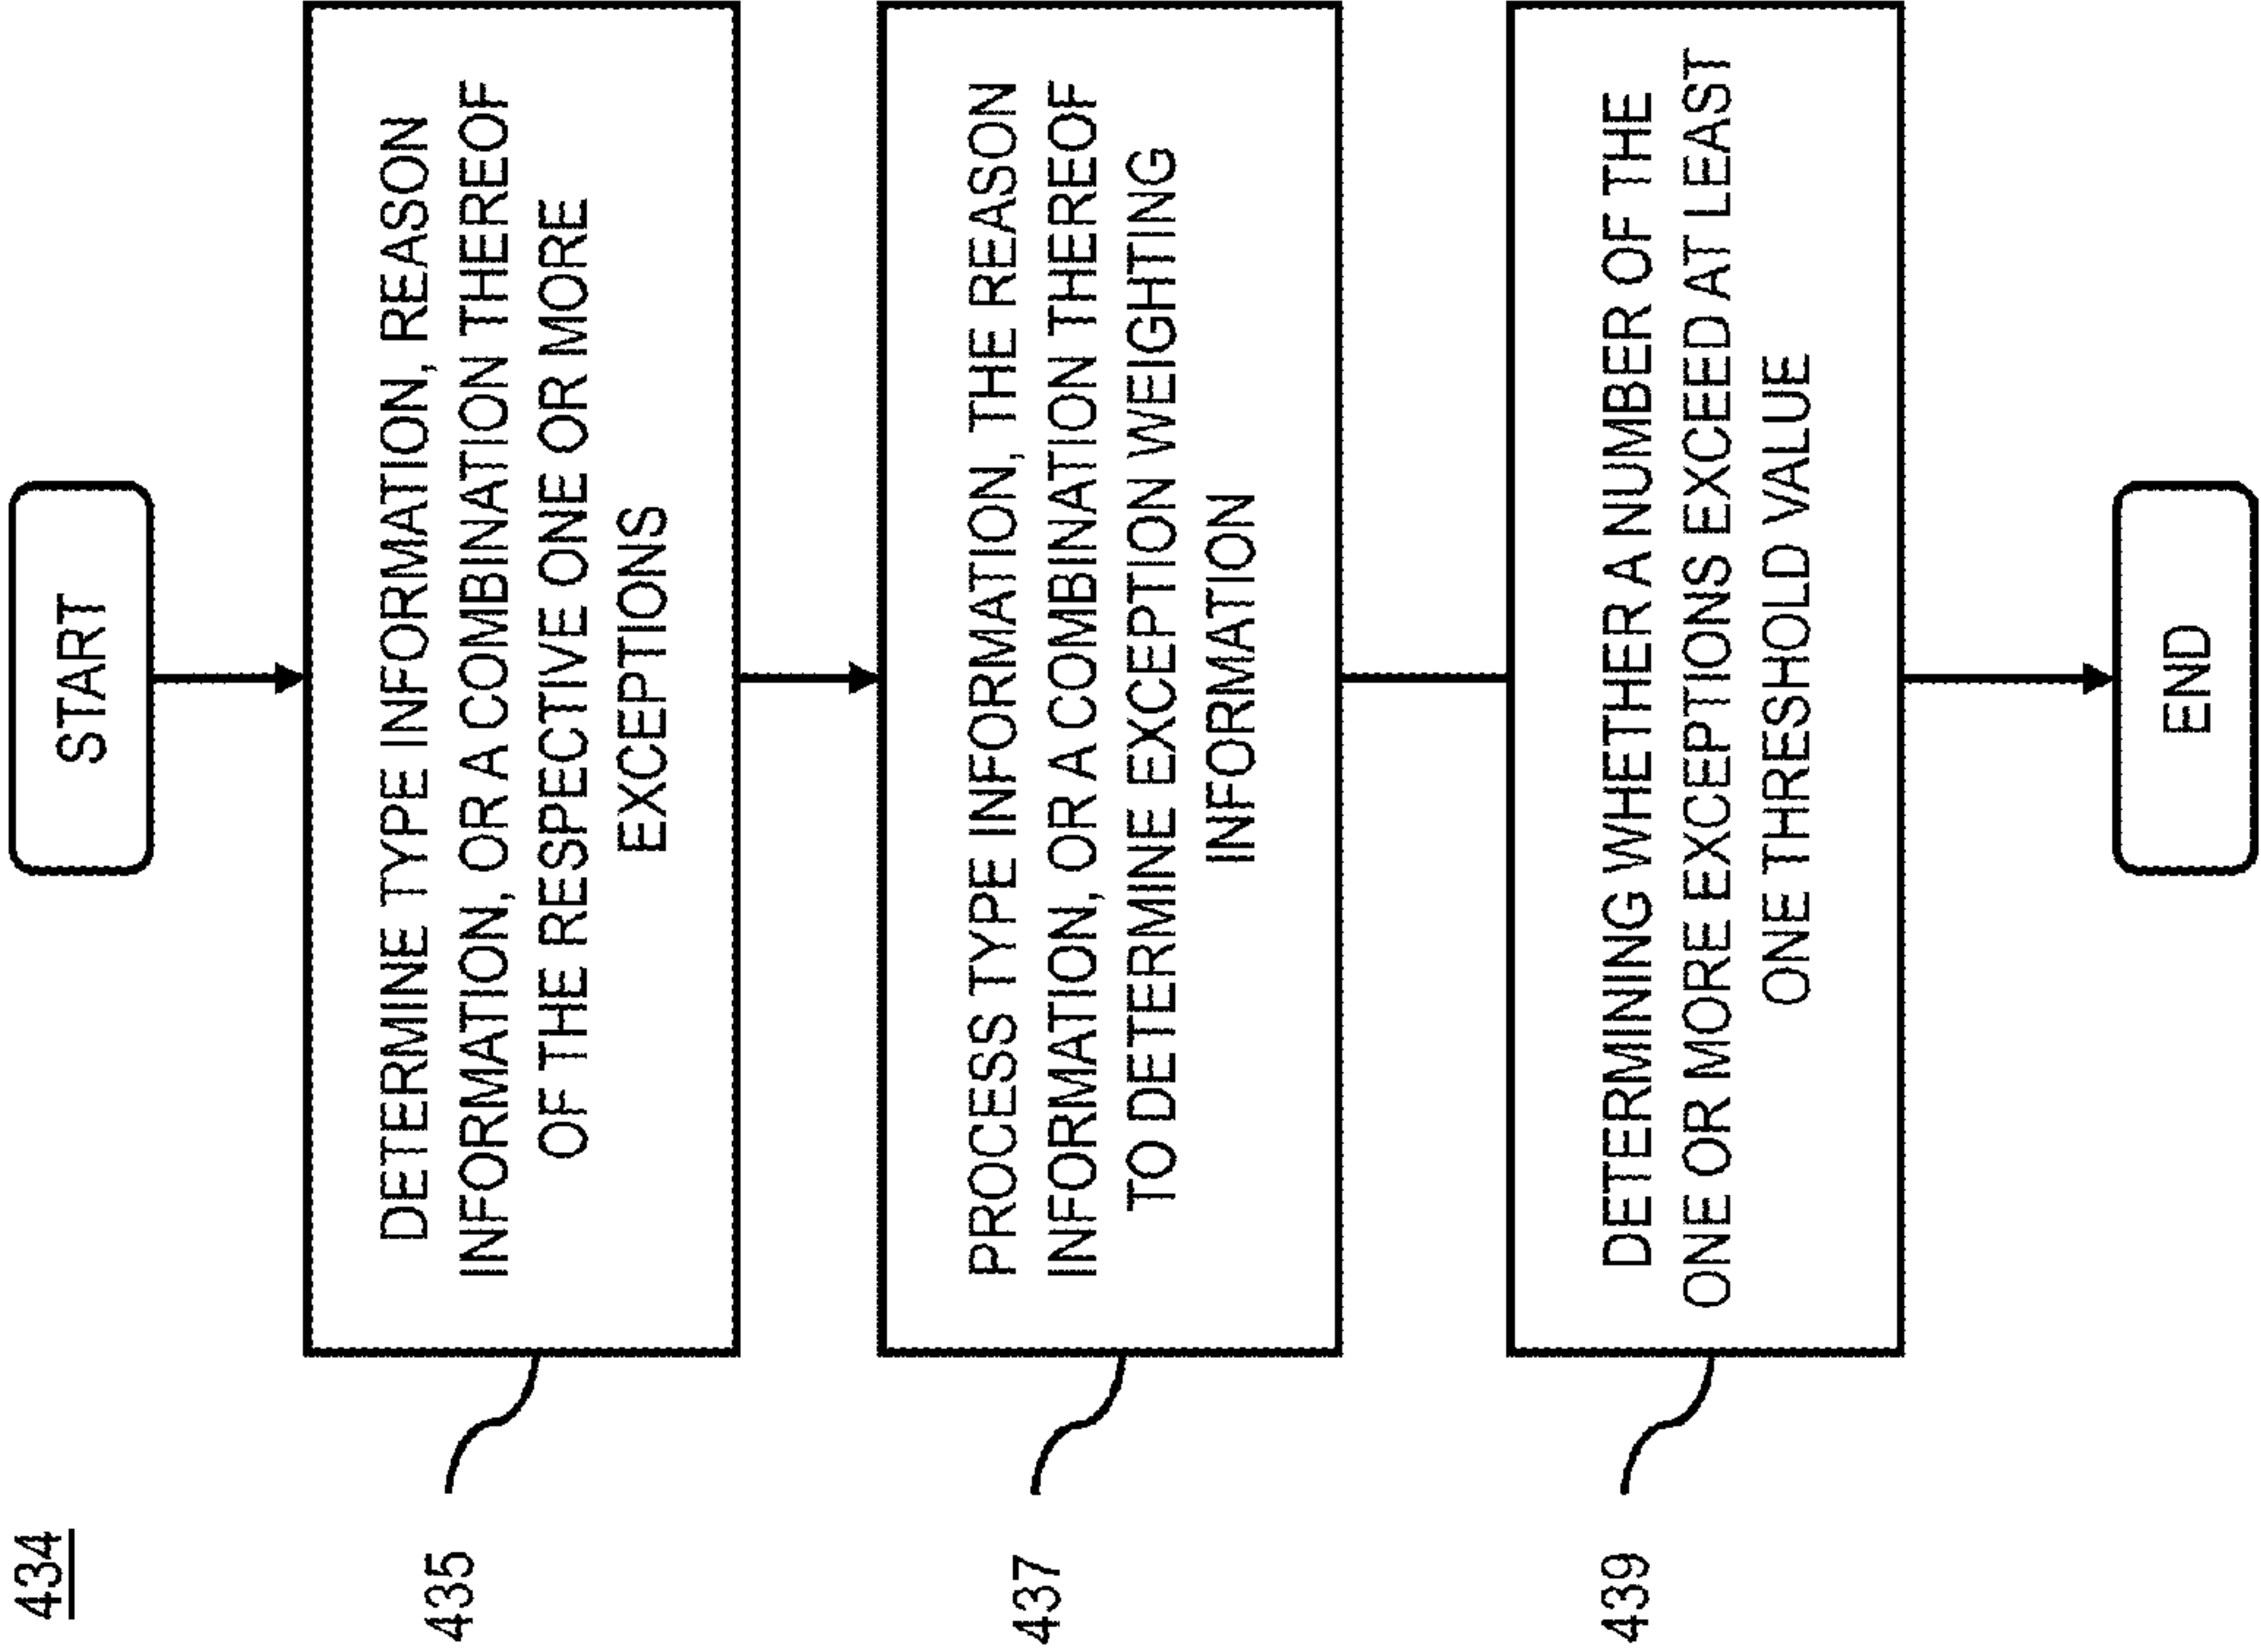 434
START
435
DETERMINE TYPE INFORMATION, REASON
INFORMATION, OR A COMBINATION THEREOF
OF THE RESPECTIVE ONE OR MORE
EXCEPTIONS
437
PROCESS TYPE INFORMATION, THE REASON
INFORMATION, OR A COMBINATION THEREOF
TO DETERMINE EXCEPTION WEIGHTING
INFORMATION
439
DETERMINING WHETHER A NUMBER OF THE
ONE OR MORE EXCEPTIONS EXCEED AT LEAST
ONE THRESHOLD VALUE
END